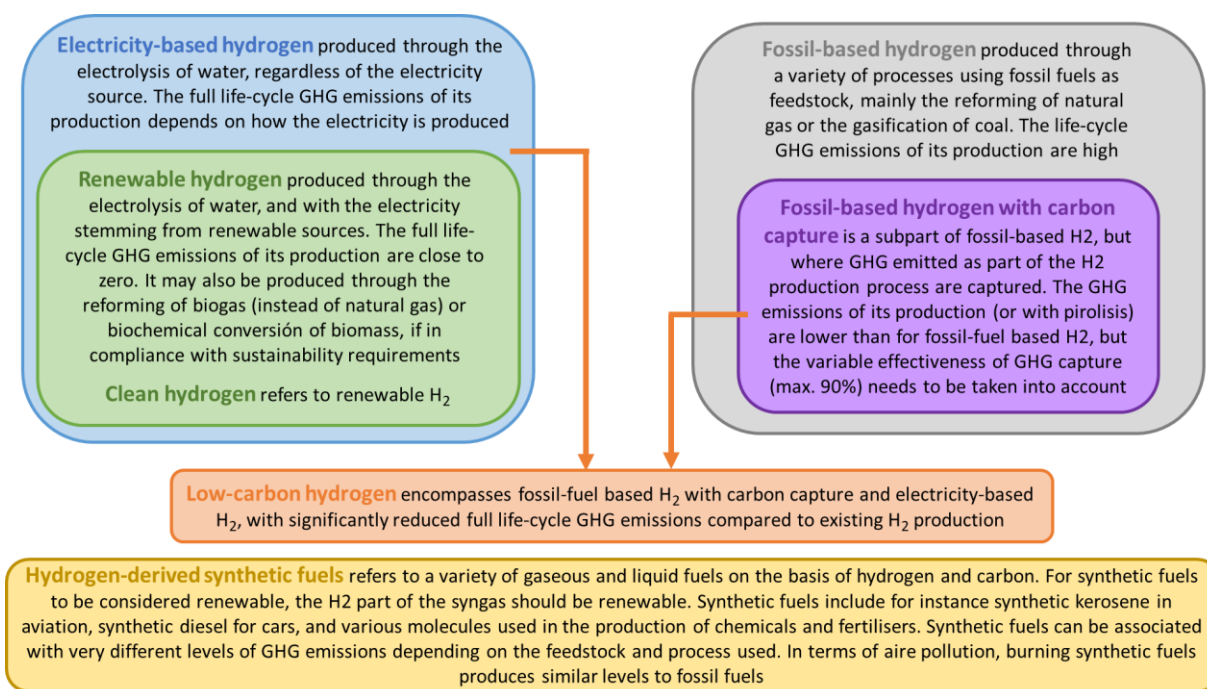 Electricity-based hydrogen produced through the
electrolysis of water, regardless of the electricity
source. The full life-cycle GHG emissions of its
production depends on how the electricity is produced
Renewable hydrogen produced through the
electrolysis of water, and with the electricity
stemming from renewable sources. The full life-
cycle GHG emissions of its production are close to
zero. It may also be produced through the
reforming of biogas (instead of natural gas) or
biochemical conversión of biomass, if in
compliance with sustainability requirements
Clean hydrogen refers to renewable H2
Fossil-based hydrogen produced through
a variety of processes using fossil fuels as
feedstock, mainly the reforming of natural
gas or the gasification of coal. The life-cycle
GHG emissions of its production are high
Fossil-based hydrogen with carbon
capture is a subpart of fossil-based H2, but
where GHG emitted as part of the H2
production process are captured. The GHG
emissions of its production (or with pirolisis)
are lower than for fossil-fuel based H2, but
the variable effectiveness of GHG capture
(max. 90%) needs to be taken into account
Low-carbon hydrogen encompasses fossil-fuel based H2 with carbon capture and electricity-based
H2, with significantly reduced full life-cycle GHG emissions compared to existing H2 production
Hydrogen-derived synthetic fuels refers to a variety of gaseous and liquid fuels on the basis of hydrogen and carbon. For synthetic fuels
to be considered renewable, the H2 part of the syngas should be renewable. Synthetic fuels include for instance synthetic kerosene in
aviation, synthetic diesel for cars, and various molecules used in the production of chemicals and fertilisers. Synthetic fuels can be associated
with very different levels of GHG emissions depending on the feedstock and process used. In terms of aire pollution, burning synthetic fuels
produces similar levels to fossil fuels